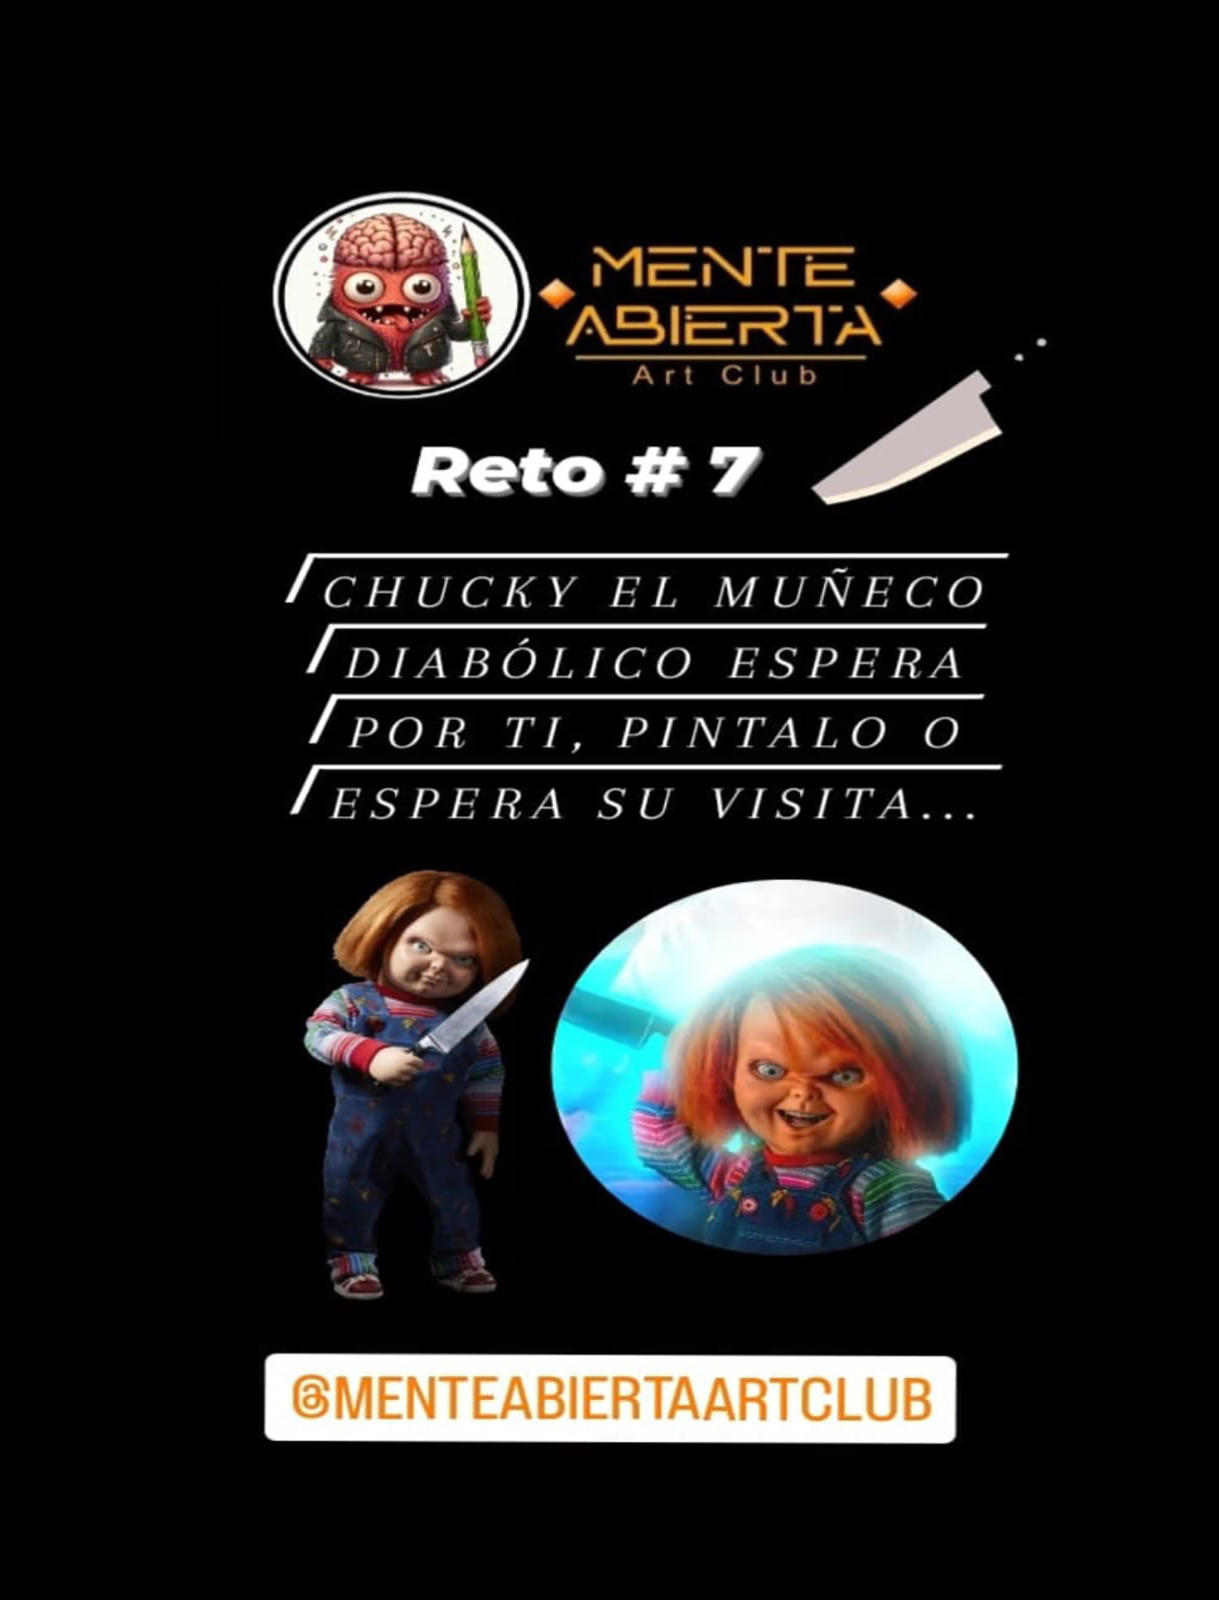 MENTE
ABIERTA
Art Club
Reto # 7
CHUCKY EL MUÑECO
DIABÓLICO ESPERA
POR TI, PINTALO O
ESPERA SU VISITA...
@MENTEABIERTAARTCLUB